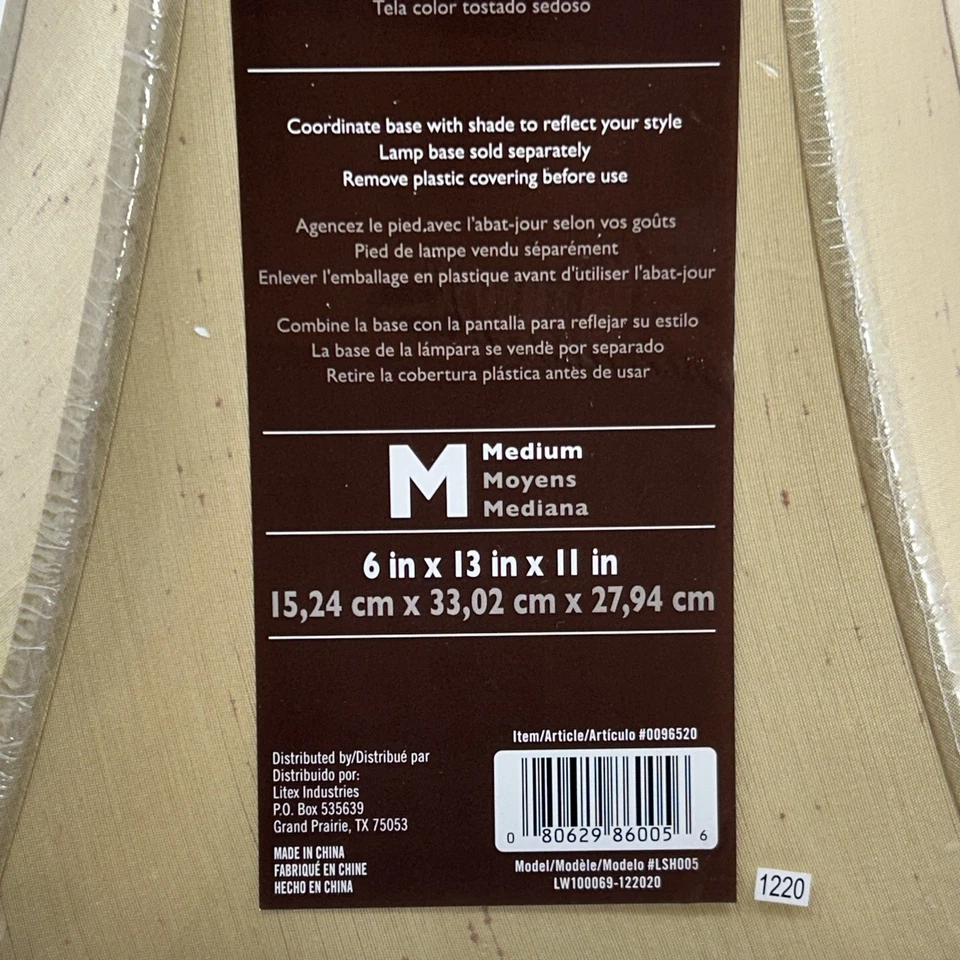 Tela color tostado sedoso
Coordinate base with shade to reflect your style
Lamp base sold separately
Remove plastic covering before use
Agencez le pied avec l'abat-jour selon vos goûts
Pied de lampe vendu séparément
Enlever l'emballage en plastique avant d'utiliser l'abat-jour
Combine la base con la pantalla para reflejar su estilo
La base de la lámpara se vende por separado
Retire la cobertura plástica antes de usar
M
Medium
Moyens
Mediana
6 in x 13 in x 11 in
15,24 cm x 33,02 cm x 27,94 cm
Distributed by/Distribué par
Distribuido por:
Litex Industries
P.O. Box 535639
Grand Prairie, TX 75053
MADE IN CHINA
FABRIQUÉ EN CHINE
HECHO EN CHINA
Item/Article/Artículo #0096520
0 80629 86005 6
Model/Modèle/Modelo #LSH005
LW100069-122020
1220